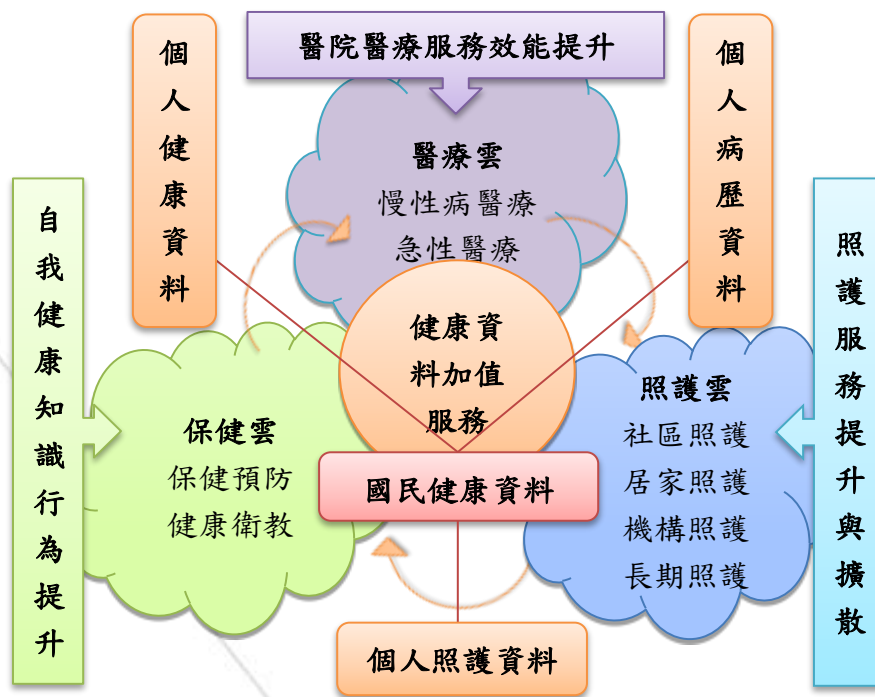 醫院醫療服務效能提升
個人健康資料
個人病歷資料
醫療雲
慢性病醫療
急性醫療
自我健康知識行為提升
照護服務提升與擴散
健康資
料加值
服務
保健雲
保健預防
健康衛教
照護雲
社區照護
居家照護
機構照護
長期照護
國民健康資料
個人照護資料